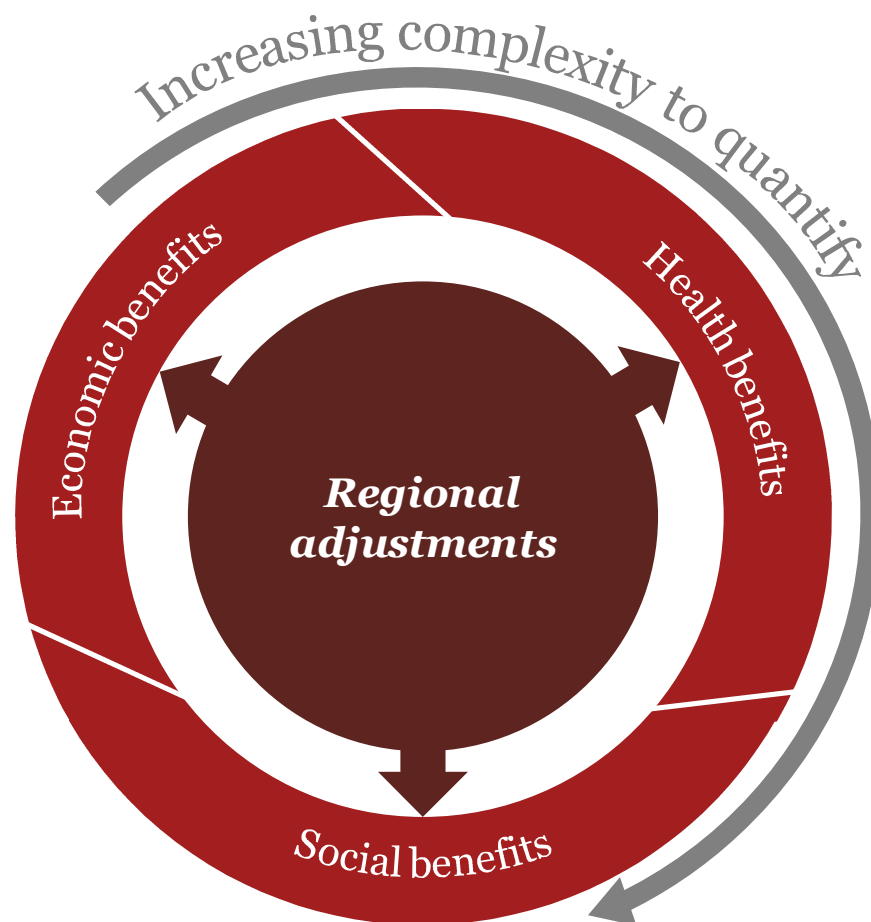 Increasing complexity to quantify
Economic benefits
Health benefits
Regional
adjustments
Social benefits